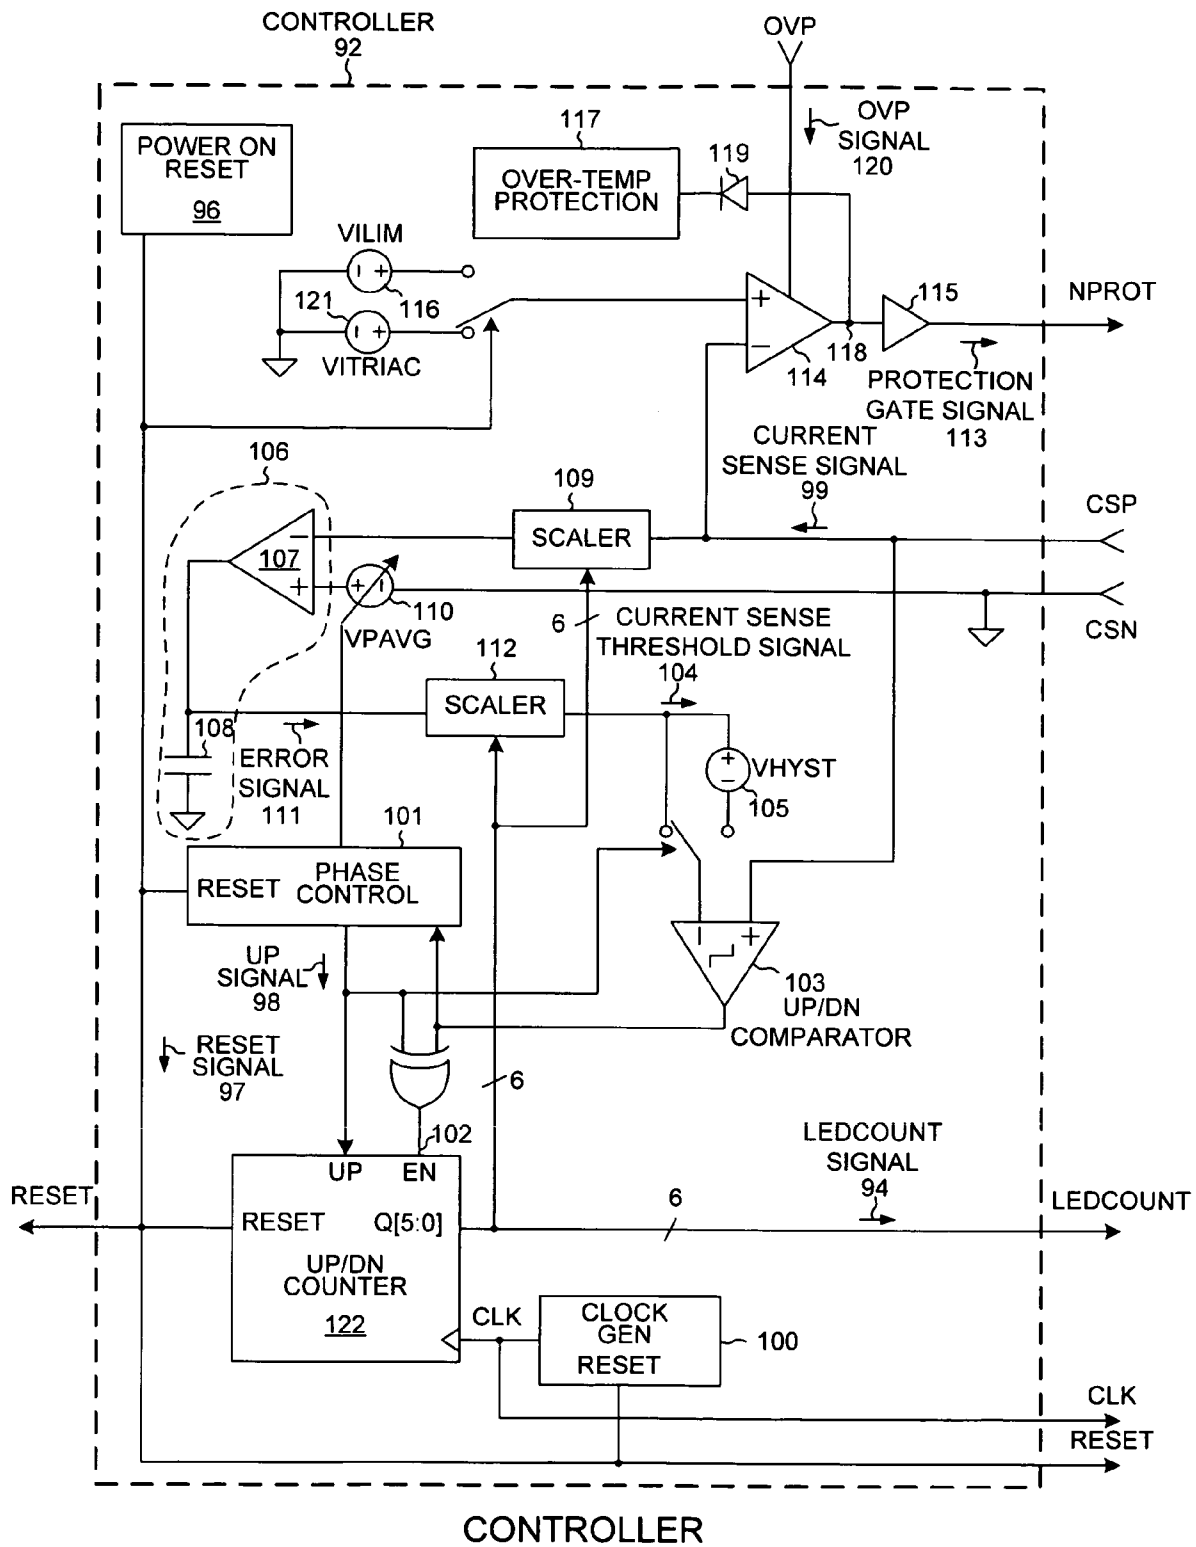 CONTROLLER
92
OVP
POWER ON
RESET
96
117
OVER-TEMP
PROTECTION
119
OVP
SIGNAL
120
VILIM
116
121
VITRIAC
+
−
114
118
115
NPROT
PROTECTION
GATE SIGNAL
113
CURRENT
SENSE SIGNAL
99
106
107
−
+
109
SCALER
CSP
CSN
110
VPAVG
6
CURRENT SENSE
THRESHOLD SIGNAL
104
112
SCALER
108
ERROR
SIGNAL
111
+
−
VHYST
105
101
RESET
PHASE
CONTROL
UP
SIGNAL
98
−
+
103
UP/DN
COMPARATOR
RESET
SIGNAL
97
6
102
UP
EN
RESET
Q[5:0]
UP/DN
COUNTER
122
RESET
LEDCOUNT
SIGNAL
94
6
LEDCOUNT
CLK
CLOCK
GEN
RESET
100
CLK
RESET
CONTROLLER